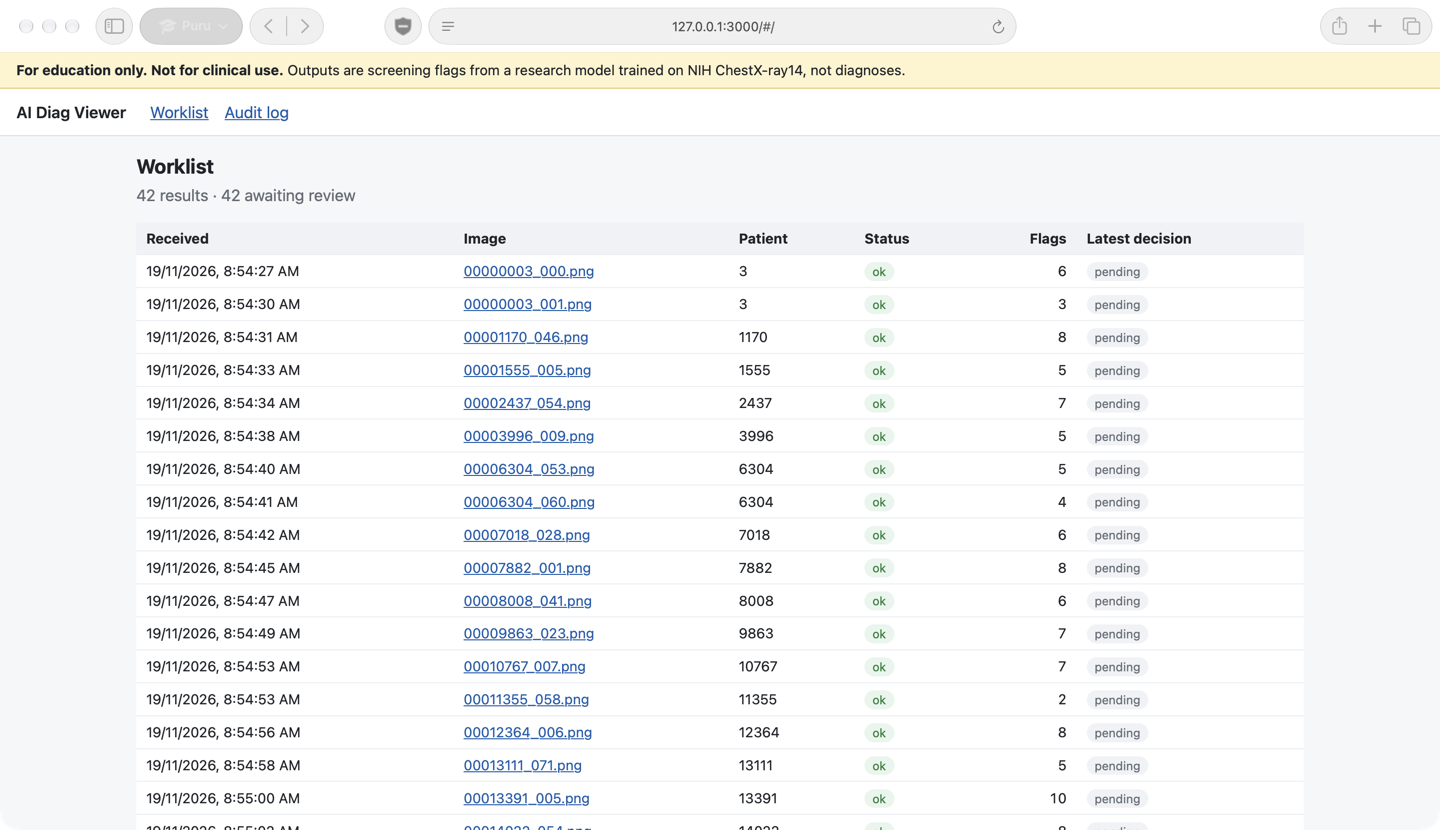 Puru
127.0.0.1:3000/#/
For education only. Not for clinical use. Outputs are screening flags from a research model trained on NIH ChestX-ray14, not diagnoses.
AI Diag Viewer Worklist Audit log
Worklist
42 results · 42 awaiting review
Received Image Patient Status Flags Latest decision
19/11/2026, 8:54:27 AM 00000003_000.png 3 ok 6 pending
19/11/2026, 8:54:30 AM 00000003_001.png 3 ok 3 pending
19/11/2026, 8:54:31 AM 00001170_046.png 1170 ok 8 pending
19/11/2026, 8:54:33 AM 00001555_005.png 1555 ok 5 pending
19/11/2026, 8:54:34 AM 00002437_054.png 2437 ok 7 pending
19/11/2026, 8:54:38 AM 00003996_009.png 3996 ok 5 pending
19/11/2026, 8:54:40 AM 00006304_053.png 6304 ok 5 pending
19/11/2026, 8:54:41 AM 00006304_060.png 6304 ok 4 pending
19/11/2026, 8:54:42 AM 00007018_028.png 7018 ok 6 pending
19/11/2026, 8:54:45 AM 00007882_001.png 7882 ok 8 pending
19/11/2026, 8:54:47 AM 00008008_041.png 8008 ok 6 pending
19/11/2026, 8:54:49 AM 00009863_023.png 9863 ok 7 pending
19/11/2026, 8:54:53 AM 00010767_007.png 10767 ok 7 pending
19/11/2026, 8:54:53 AM 00011355_058.png 11355 ok 2 pending
19/11/2026, 8:54:56 AM 00012364_006.png 12364 ok 8 pending
19/11/2026, 8:54:58 AM 00013111_071.png 13111 ok 5 pending
19/11/2026, 8:55:00 AM 00013391_005.png 13391 ok 10 pending